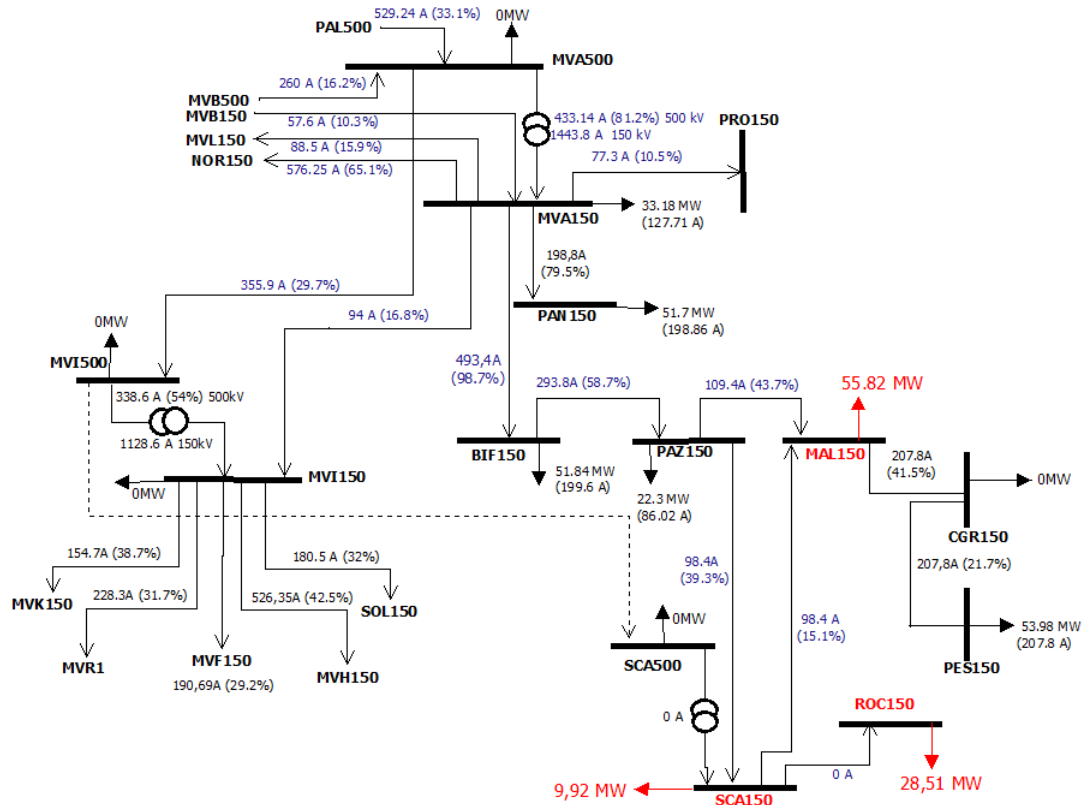 529.24 A (33.1%)
0MW
PAL500
MVA500
260 A (16.2%)
MVB500
MVB150
57.6 A (10.3%)
433.14 A (81.2%) 500 kV
1443.8 A 150 kV
PRO150
MVL150
88.5 A (15.9%)
NOR150
576.25 A (65.1%)
77.3 A (10.5%)
MVA150
33.18 MW
(127.71 A)
198,8A
(79.5%)
355.9 A (29.7%)
94 A (16.8%)
PAN150
51.7 MW
(198.86 A)
0MW
MVI500
493,4A
(98.7%)
293.8A (58.7%)
109.4A (43.7%)
55.82 MW
338.6 A (54%) 500kV
1128.6 A 150kV
BIF150
PAZ150
MAL150
207.8A
(41.5%)
MVI150
0MW
51.84 MW
(199.6 A)
22.3 MW
(86.02 A)
0MW
CGR150
154.7A (38.7%)
180.5 A (32%)
98.4A
(39.3%)
207,8A (21.7%)
MVK150
228.3A (31.7%)
526,35A (42.5%)
SOL150
0MW
98.4 A
(15.1%)
53.98 MW
(207.8 A)
MVR1
MVF150
190,69A (29.2%)
MVH150
SCA500
PES150
ROC150
0 A
0 A
9,92 MW
SCA150
28,51 MW